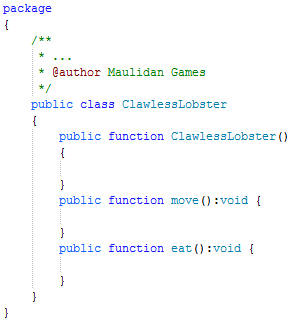 package
{
    /**
     * ...
     * @author Maulidan Games
     */
    public class ClawlessLobster
    {
        public function ClawlessLobster()
        {

        }
        public function move():void {

        }
        public function eat():void {

        }
    }
}